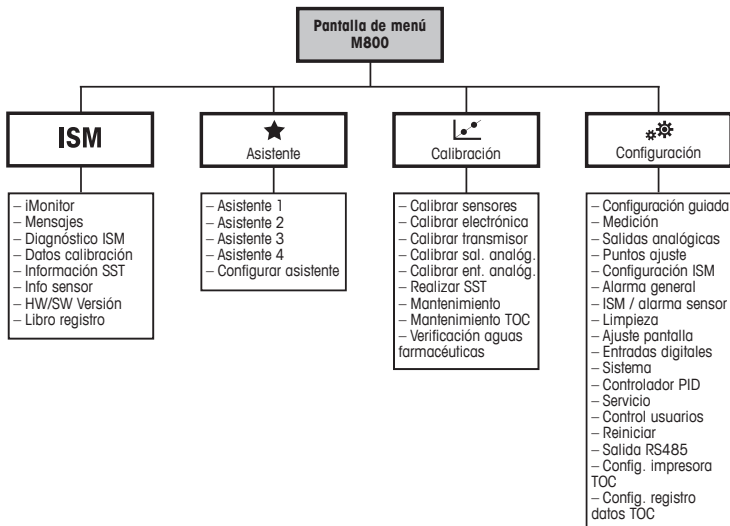 Pantalla de menú
M800
ISM
Asistente
Calibración
Configuración
– iMonitor
– Mensajes
– Diagnóstico ISM
– Datos calibración
– Información SST
– Info sensor
– HW/SW Versión
– Libro registro
– Asistente 1
– Asistente 2
– Asistente 3
– Asistente 4
– Configurar asistente
– Calibrar sensores
– Calibrar electrónica
– Calibrar transmisor
– Calibrar sal. analóg.
– Calibrar ent. analóg.
– Realizar SST
– Mantenimiento
– Mantenimiento TOC
– Verificación aguas
farmacéuticas
– Configuración guiada
– Medición
– Salidas analógicas
– Puntos ajuste
– Configuración ISM
– Alarma general
– ISM / alarma sensor
– Limpieza
– Ajuste pantalla
– Entradas digitales
– Sistema
– Controlador PID
– Servicio
– Control usuarios
– Reiniciar
– Salida RS485
– Config. impresora
TOC
– Config. registro
datos TOC